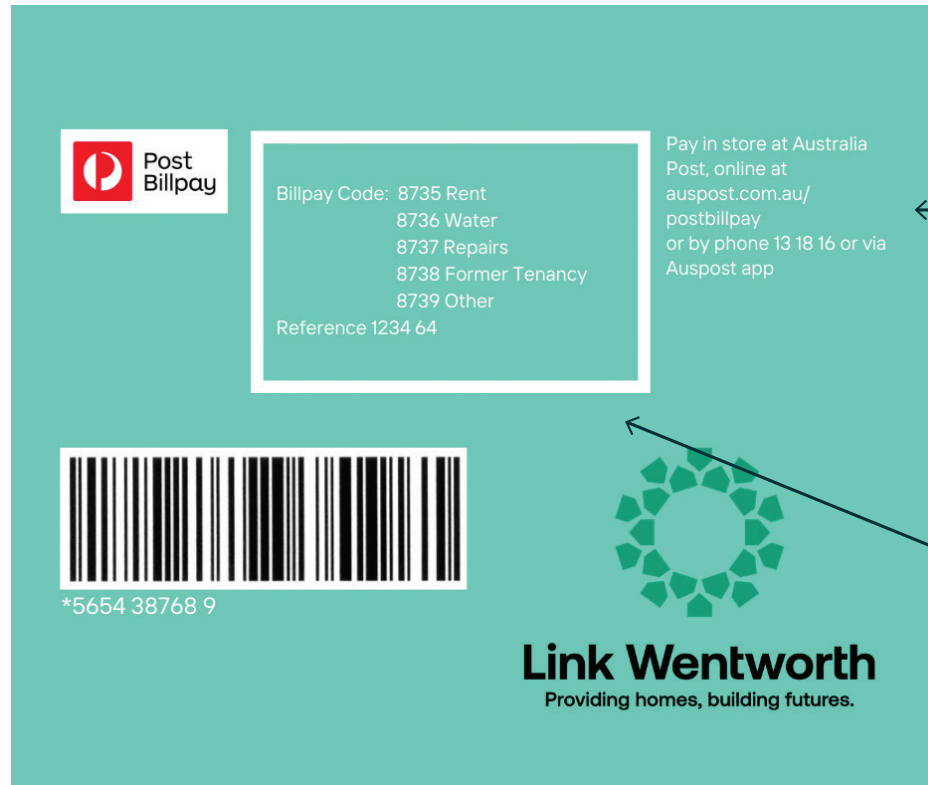 Post
Billpay
Billpay Code: 8735 Rent
8736 Water
8737 Repairs
8738 Former Tenancy
8739 Other
Reference 1234 64
Pay in store at Australia
Post, online at
auspost.com.au/
postbillpay
or by phone 13 18 16 or via
Auspost app
*5654 38768 9
Link Wentworth
Providing homes, building futures.